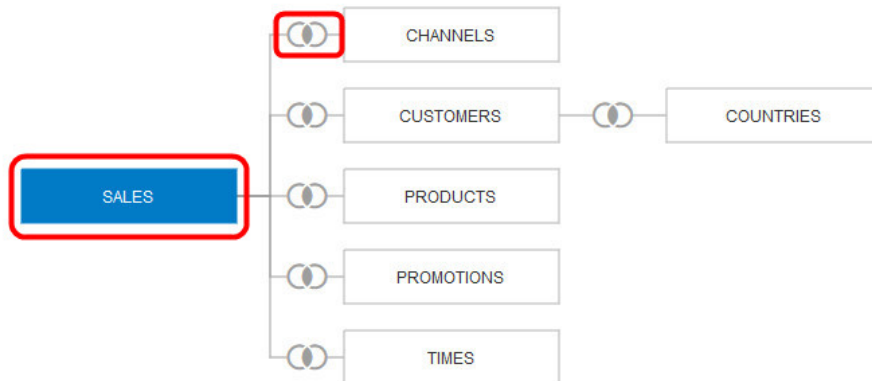 CHANNELS
CUSTOMERS
COUNTRIES
SALES
PRODUCTS
PROMOTIONS
TIMES